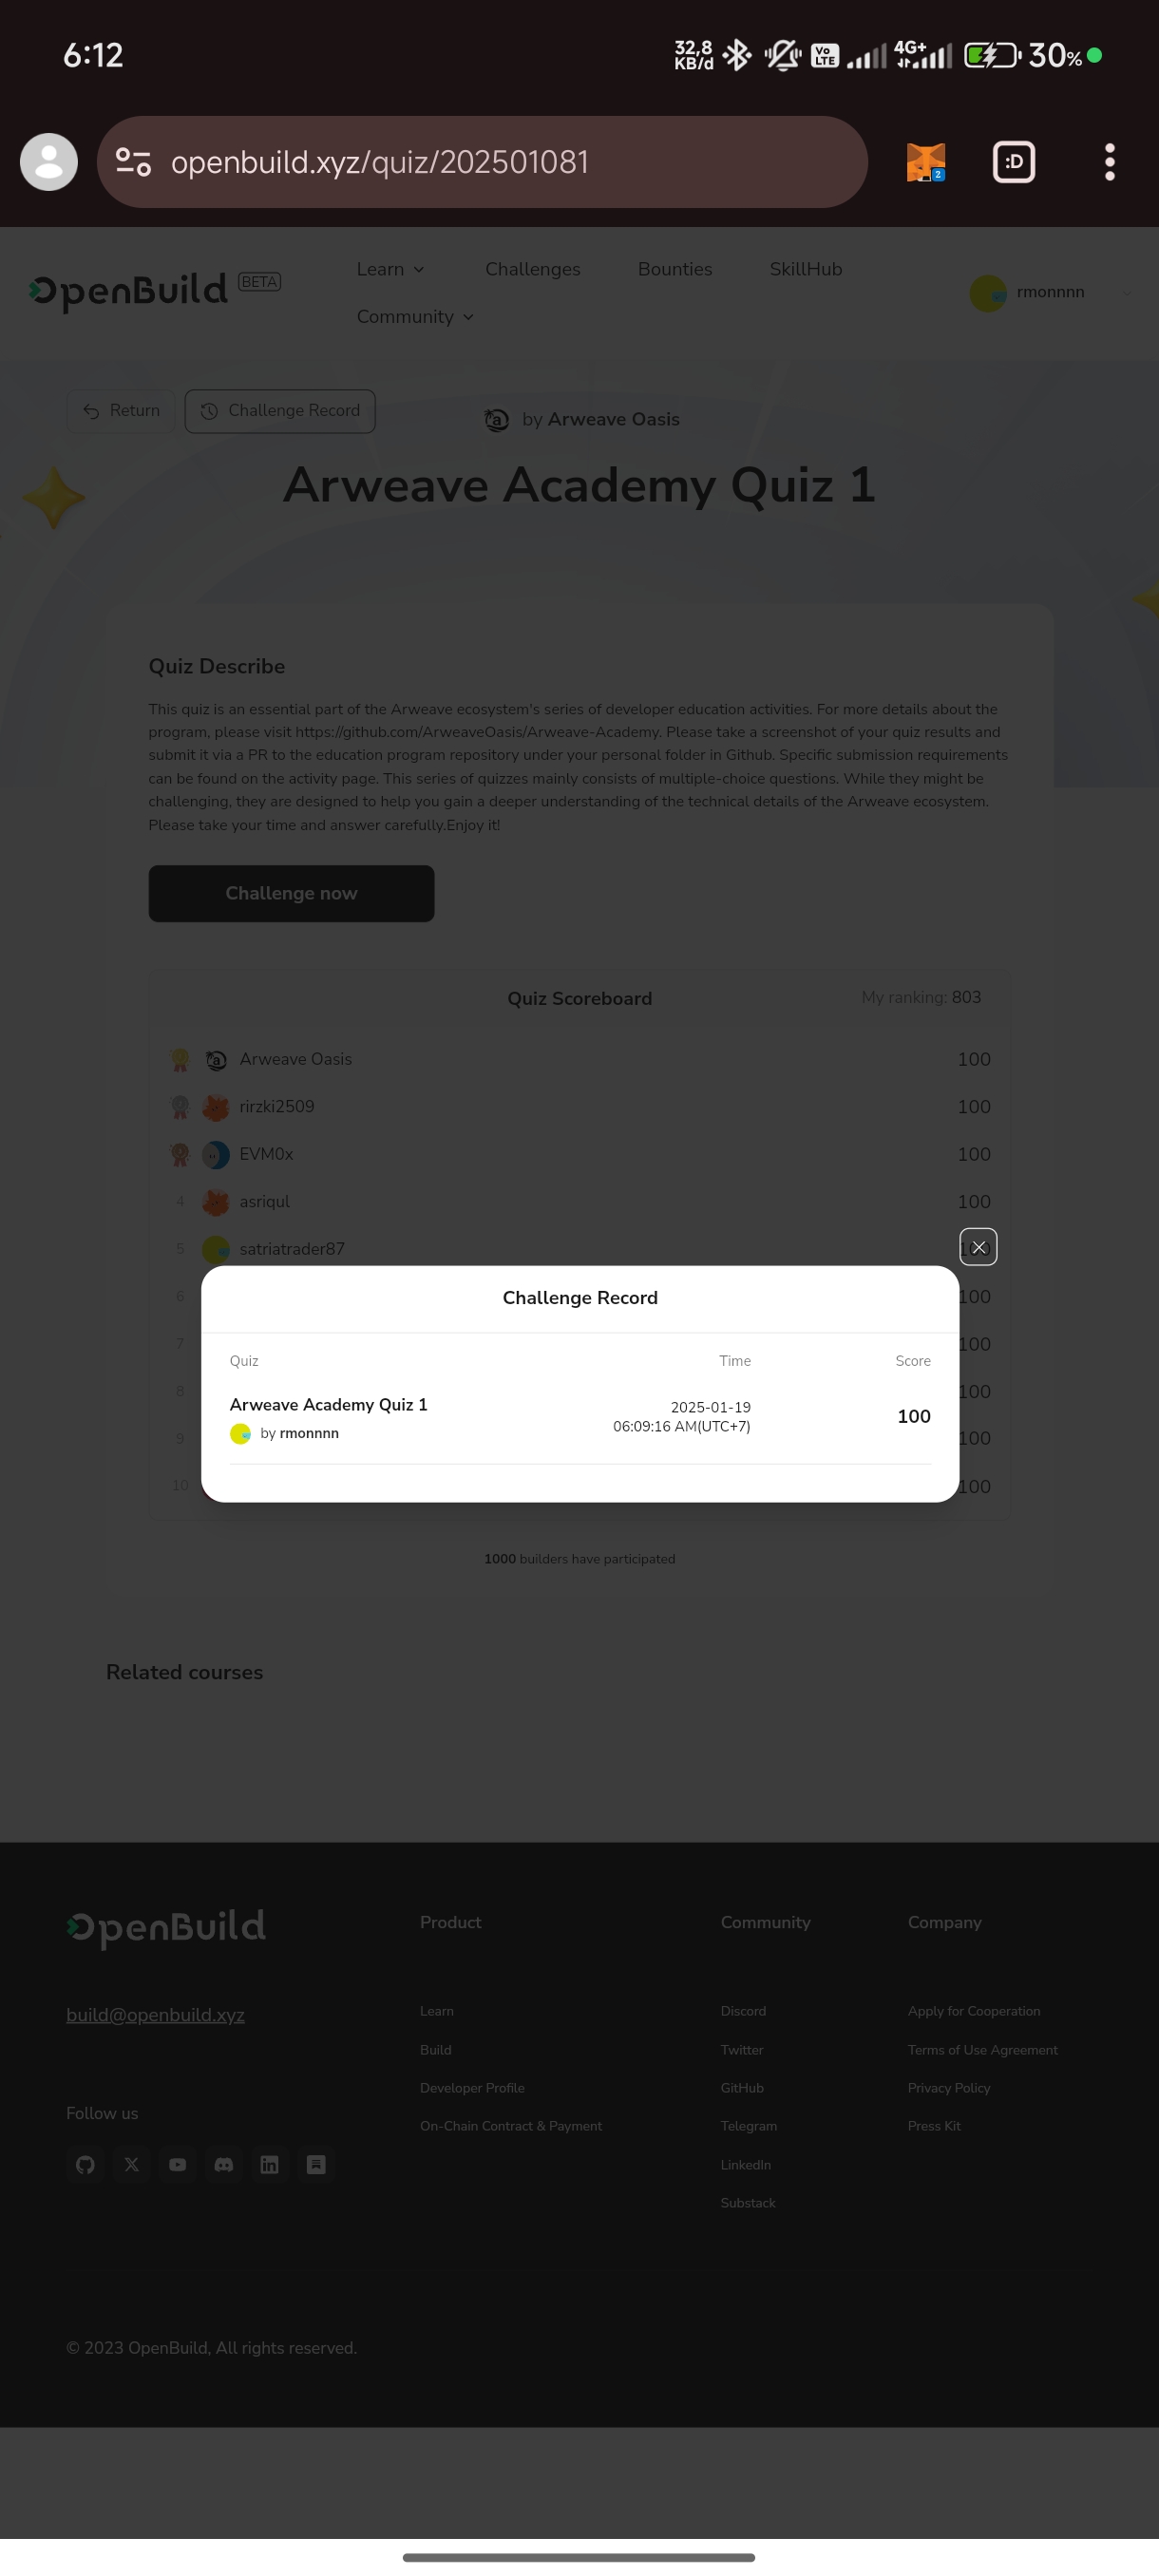 6:12
32,8 KB/d
Vo LTE
4G+
30%
openbuild.xyz/quiz/202501081
2
:D
OpenBuild BETA
Learn
Challenges
Bounties
SkillHub
Community
rmonnnn
Return
Challenge Record
by Arweave Oasis
Arweave Academy Quiz 1
Quiz Describe
This quiz is an essential part of the Arweave ecosystem's series of developer education activities. For more details about the
program, please visit https://github.com/ArweaveOasis/Arweave-Academy. Please take a screenshot of your quiz results and
submit it via a PR to the education program repository under your personal folder in Github. Specific submission requirements
can be found on the activity page. This series of quizzes mainly consists of multiple-choice questions. While they might be
challenging, they are designed to help you gain a deeper understanding of the technical details of the Arweave ecosystem.
Please take your time and answer carefully.Enjoy it!
Challenge now
Quiz Scoreboard
My ranking: 803
Arweave Oasis 100
rirzki2509 100
EVM0x 100
4 asriqul 100
5 satriatrader87 100
6 100
7 100
8 100
9 100
10 100
Challenge Record
Quiz Time Score
Arweave Academy Quiz 1
by rmonnnn
2025-01-19
06:09:16 AM(UTC+7)
100
1000 builders have participated
Related courses
OpenBuild
build@openbuild.xyz
Follow us
Product
Learn
Build
Developer Profile
On-Chain Contract & Payment
Community
Discord
Twitter
GitHub
Telegram
LinkedIn
Substack
Company
Apply for Cooperation
Terms of Use Agreement
Privacy Policy
Press Kit
© 2023 OpenBuild, All rights reserved.